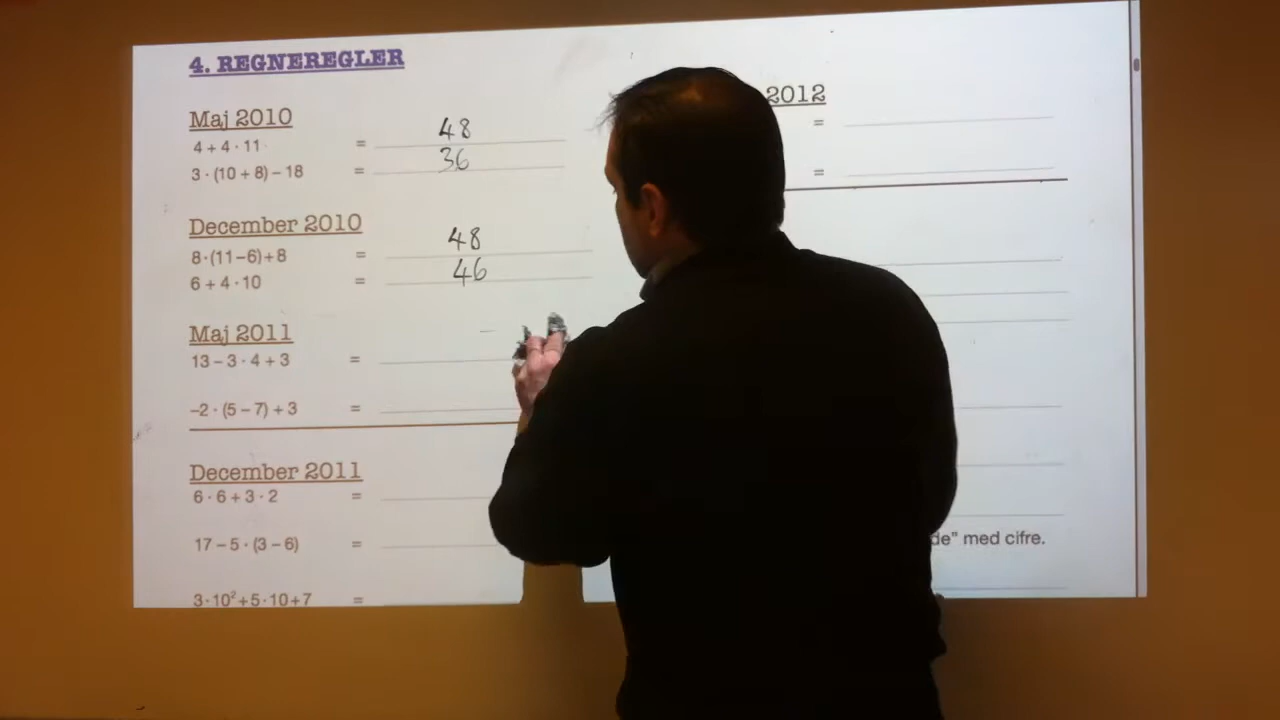 4. REGNEREGLER
Maj 2010
4 + 4 · 11 = 48
3 · (10 + 8) – 18 = 36
December 2010
8·(11–6)+8 = 48
6 + 4 · 10 = 46
Maj 2011
13 – 3 · 4 + 3 =
–2 · (5 – 7) + 3 =
December 2011
6 · 6 + 3 · 2 =
17 – 5 · (3 – 6) =
3·10²+5·10+7 =
2012
=
=
de" med cifre.